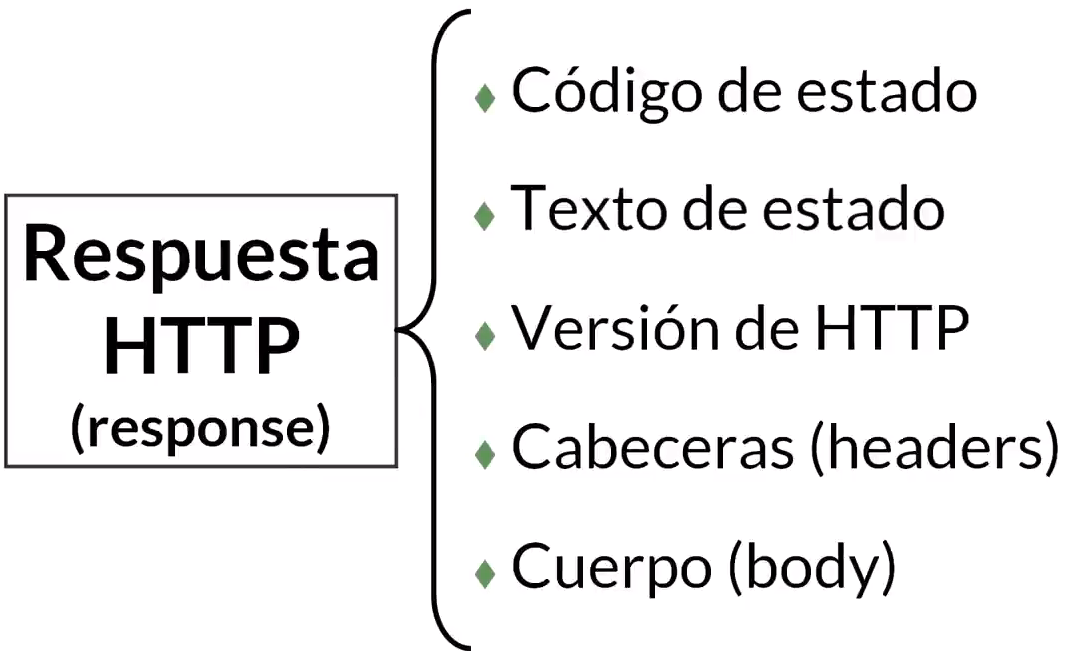 Respuesta
HTTP
(response)
Código de estado
Texto de estado
Versión de HTTP
Cabeceras (headers)
Cuerpo (body)